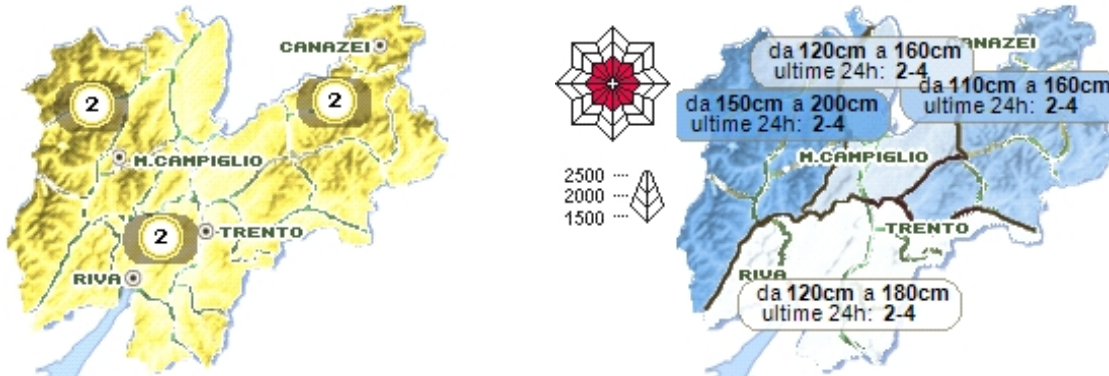 CANAZEI
2
2
M.CAMPIGLIO
2
TRENTO
RIVA
2500
2000
1500
da 120cm a 160cm
ultime 24h: 2-4
ANAZEI
da 110cm a 160cm
ultime 24h: 2-4
da 150cm a 200cm
ultime 24h: 2-4
M.CAMPIGLIO
TRENTO
RIVA
da 120cm a 180cm
ultime 24h: 2-4